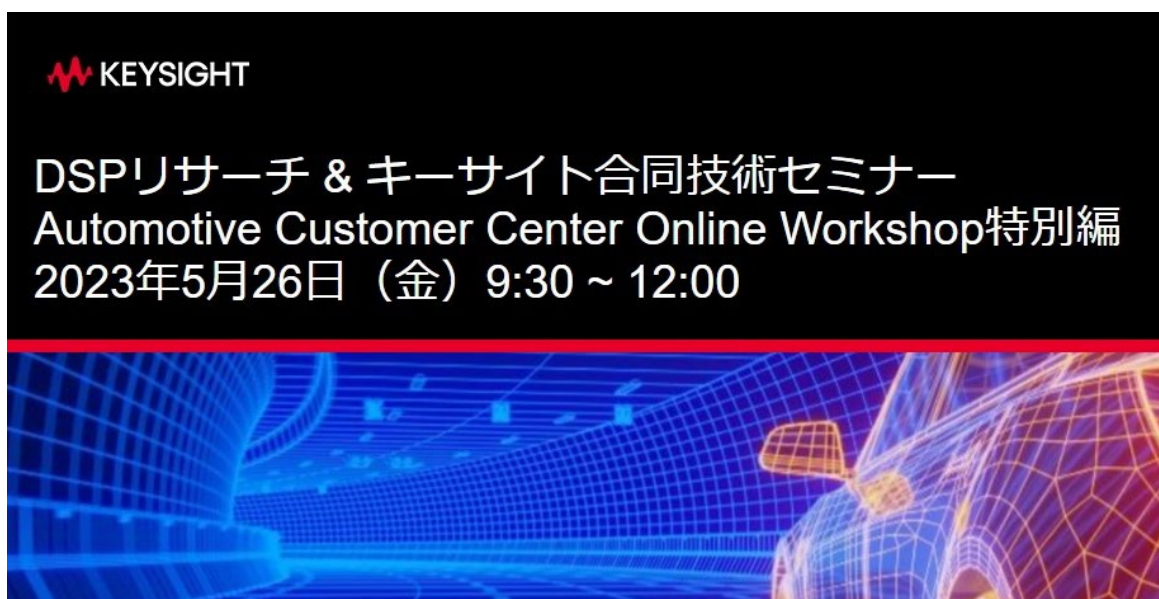 KEYSIGHT
DSPリサーチ & キーサイト合同技術セミナー
Automotive Customer Center Online Workshop特別編
2023年5月26日（金）9:30 ~ 12:00